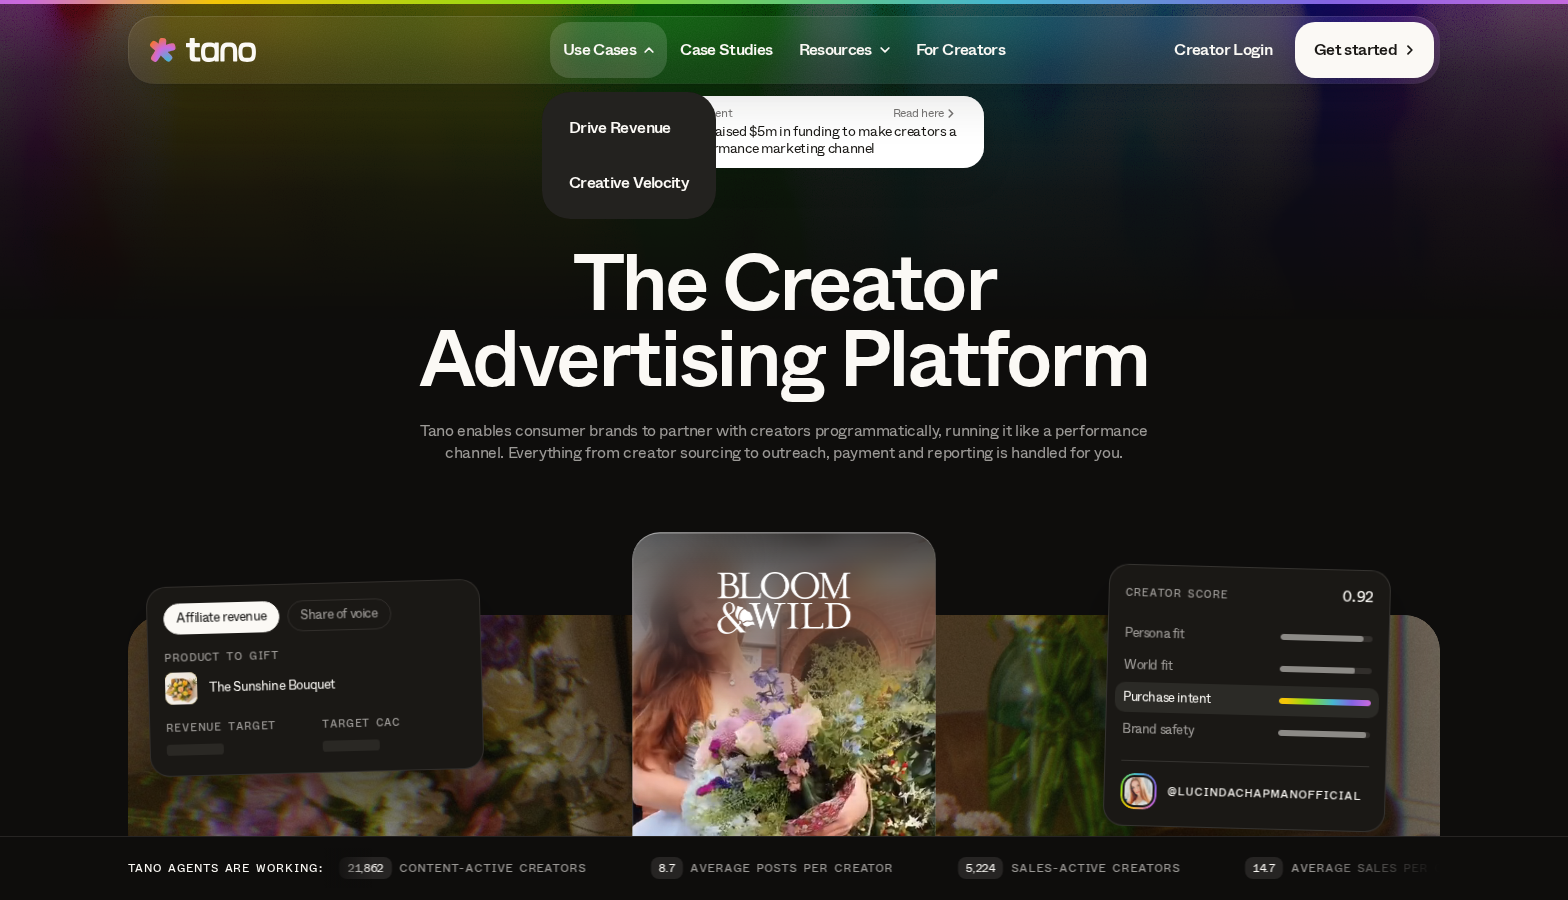 tano
Use Cases
Case Studies
Resources
For Creators
Creator Login
Get started
Drive Revenue
Creative Velocity
Read here
aised $5m in funding to make creators a
rmance marketing channel
The Creator
Advertising Platform
Tano enables consumer brands to partner with creators programmatically, running it like a performance
channel. Everything from creator sourcing to outreach, payment and reporting is handled for you.
Affiliate revenue
Share of voice
PRODUCT TO GIFT
The Sunshine Bouquet
REVENUE TARGET
TARGET CAC
BLOOM
&WILD
CREATOR SCORE
0.92
Persona fit
World fit
Purchase intent
Brand safety
@LUCINDACHAPMANOFFICIAL
TANO AGENTS ARE WORKING:
21,862 CONTENT-ACTIVE CREATORS
8.7 AVERAGE POSTS PER CREATOR
5,224 SALES-ACTIVE CREATORS
14.7 AVERAGE SALES PER